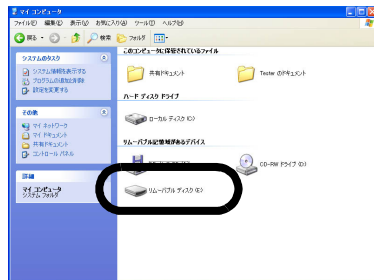 マイ コンピュータ
ファイル(F) 編集(E) 表示(V) お気に入り(A) ツール(T) ヘルプ(H)
戻る 検索 フォルダ
このコンピュータに保管されているファイル
システムのタスク
システム情報を表示する
プログラムの追加と削除
設定を変更する
共有ドキュメント
Tester のドキュメント
ハード ディスク ドライブ
ローカル ディスク (C:)
その他
マイ ネットワーク
マイ ドキュメント
共有ドキュメント
コントロール パネル
リムーバブル記憶域があるデバイス
CD-RW ドライブ (D:)
詳細
マイ コンピュータ
システム フォルダ
リムーバブル ディスク (E:)